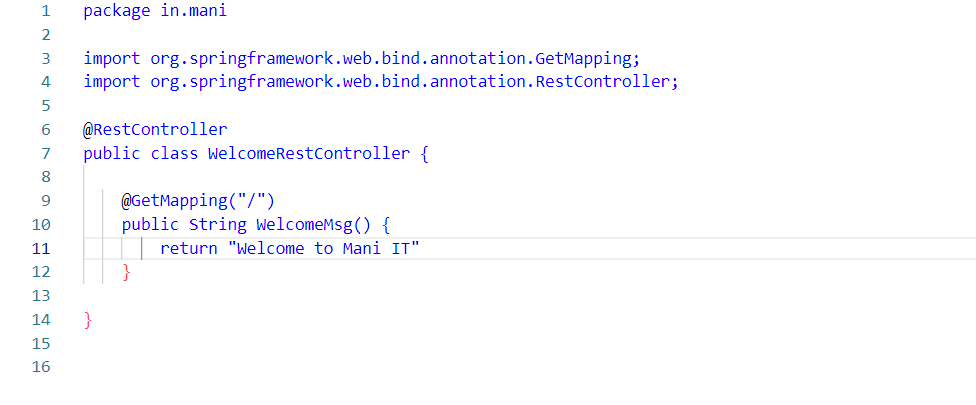 1 package in.mani
2
3 import org.springframework.web.bind.annotation.GetMapping;
4 import org.springframework.web.bind.annotation.RestController;
5
6 @RestController
7 public class WelcomeRestController {
8
9 @GetMapping("/")
10 public String WelcomeMsg() {
11 return "Welcome to Mani IT"
12 }
13
14 }
15
16